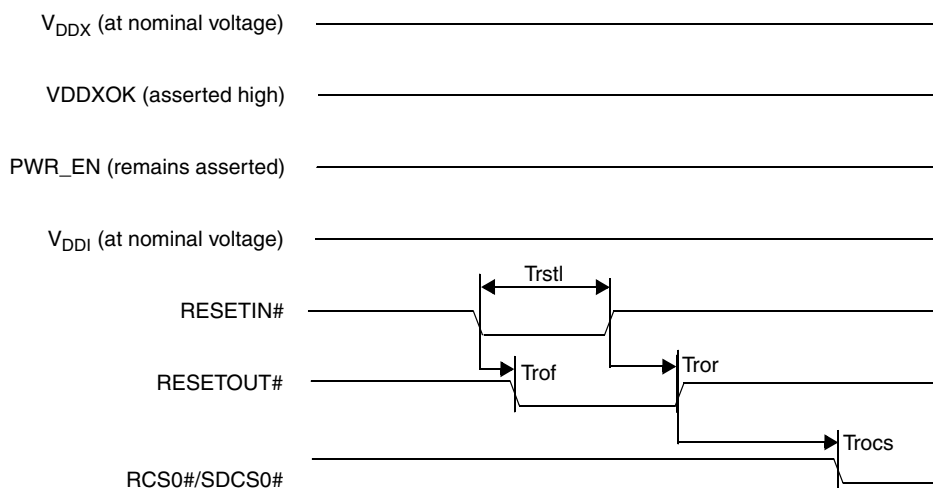 VDDX (at nominal voltage)
VDDXOK (asserted high)
PWR_EN (remains asserted)
VDDI (at nominal voltage)
Trstl
RESETIN#
Trof
Tror
RESETOUT#
Trocs
RCS0#/SDCS0#